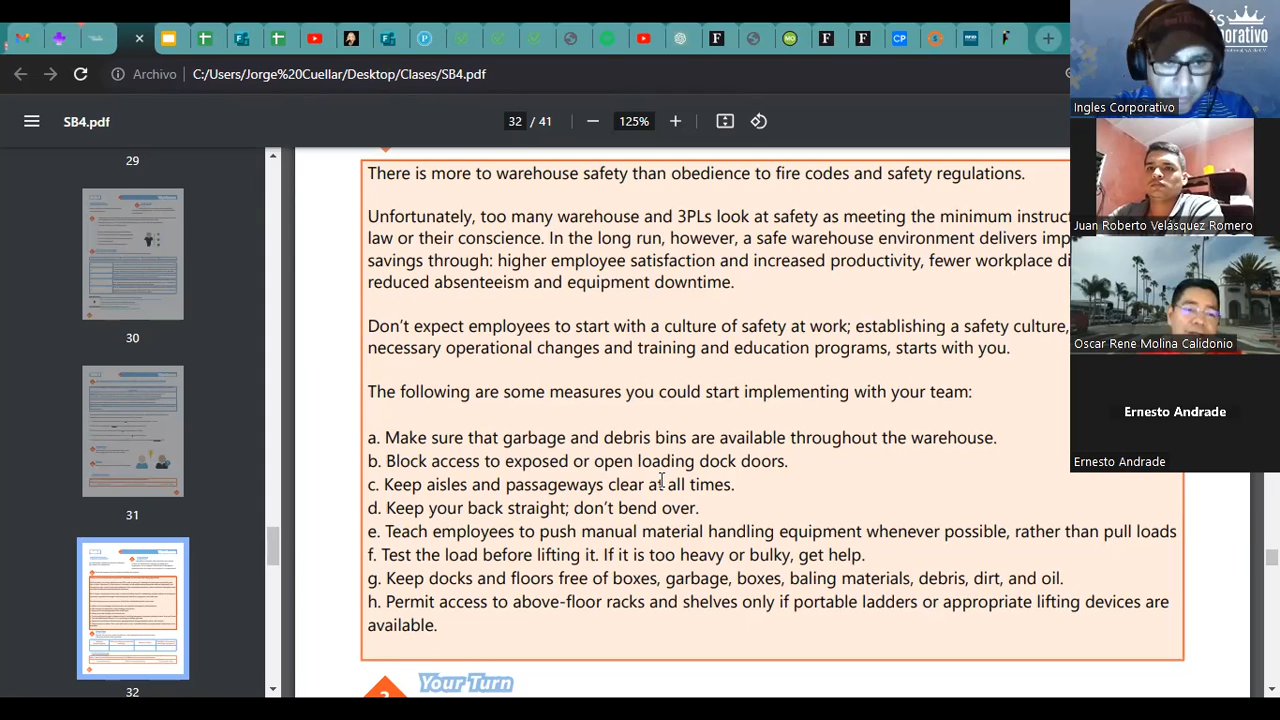 Archivo
C:/Users/Jorge%20Cuellar/Desktop/Clases/SB4.pdf
SB4.pdf
32 / 41
125%
29
30
31
32
There is more to warehouse safety than obedience to fire codes and safety regulations.
Unfortunately, too many warehouse and 3PLs look at safety as meeting the minimum instruct
law or their conscience. In the long run, however, a safe warehouse environment delivers imp
savings through: higher employee satisfaction and increased productivity, fewer workplace di
reduced absenteeism and equipment downtime.
Don't expect employees to start with a culture of safety at work; establishing a safety culture,
necessary operational changes and training and education programs, starts with you.
The following are some measures you could start implementing with your team:
a. Make sure that garbage and debris bins are available throughout the warehouse.
b. Block access to exposed or open loading dock doors.
c. Keep aisles and passageways clear at all times.
d. Keep your back straight; don't bend over.
e. Teach employees to push manual material handling equipment whenever possible, rather than pull loads
f. Test the load before lifting it. If it is too heavy or bulky, get help.
g. Keep docks and floors free of boxes, garbage, boxes, baling materials, debris, dirt, and oil.
h. Permit access to above-floor racks and shelves only if portable ladders or appropriate lifting devices are
available.
Your Turn
Ingles Corporativo
Juan Roberto Velásquez Romero
Oscar Rene Molina Calidonio
Ernesto Andrade
Ernesto Andrade